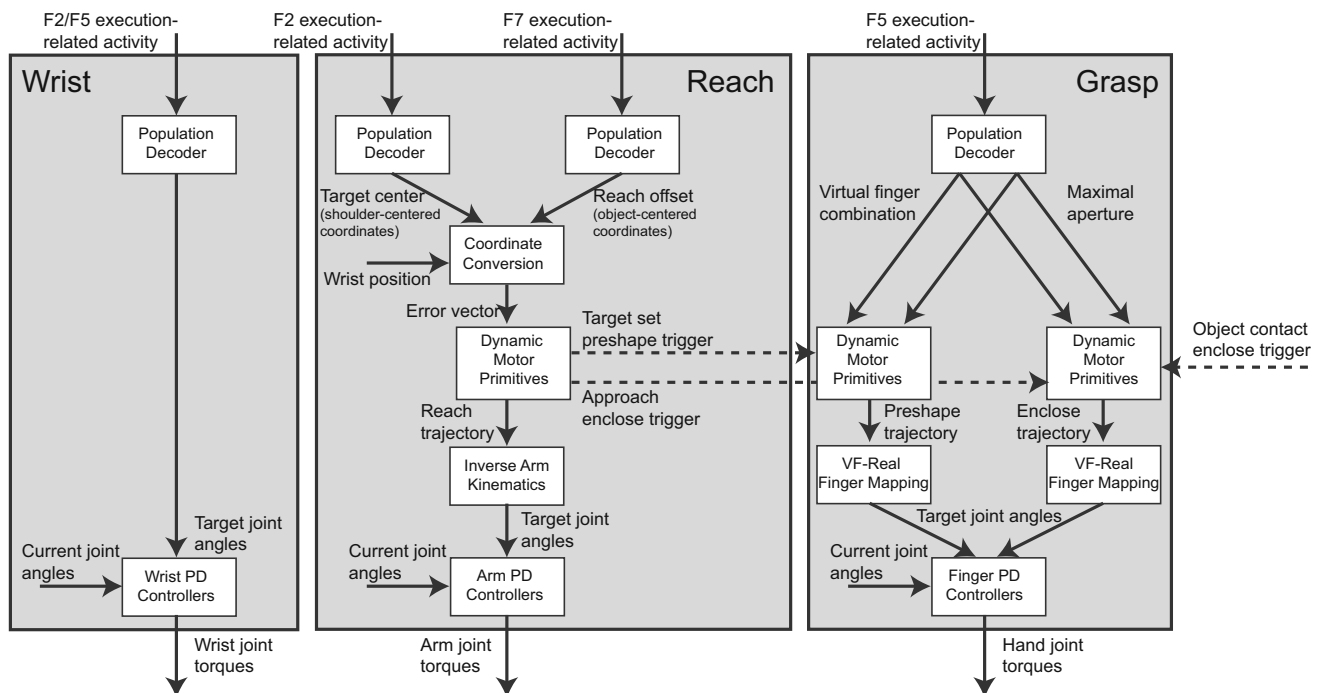 F2/F5 execution-
related activity
F2 execution-
related activity
F7 execution-
related activity
F5 execution-
related activity
Wrist
Reach
Grasp
Population
Decoder
Population
Decoder
Population
Decoder
Population
Decoder
Target center
(shoulder-centered
coordinates)
Reach offset
(object-centered
coordinates)
Virtual finger
combination
Maximal
aperture
Coordinate
Conversion
Wrist position
Error vector
Dynamic
Motor
Primitives
Target set
preshape trigger
Approach
enclose trigger
Dynamic
Motor
Primitives
Dynamic
Motor
Primitives
Object contact
enclose trigger
Reach
trajectory
Preshape
trajectory
Enclose
trajectory
Inverse Arm
Kinematics
VF-Real
Finger Mapping
VF-Real
Finger Mapping
Target joint
angles
Target joint
angles
Target joint angles
Current joint
angles
Wrist PD
Controllers
Current joint
angles
Arm PD
Controllers
Current joint
angles
Finger PD
Controllers
Wrist joint
torques
Arm joint
torques
Hand joint
torques